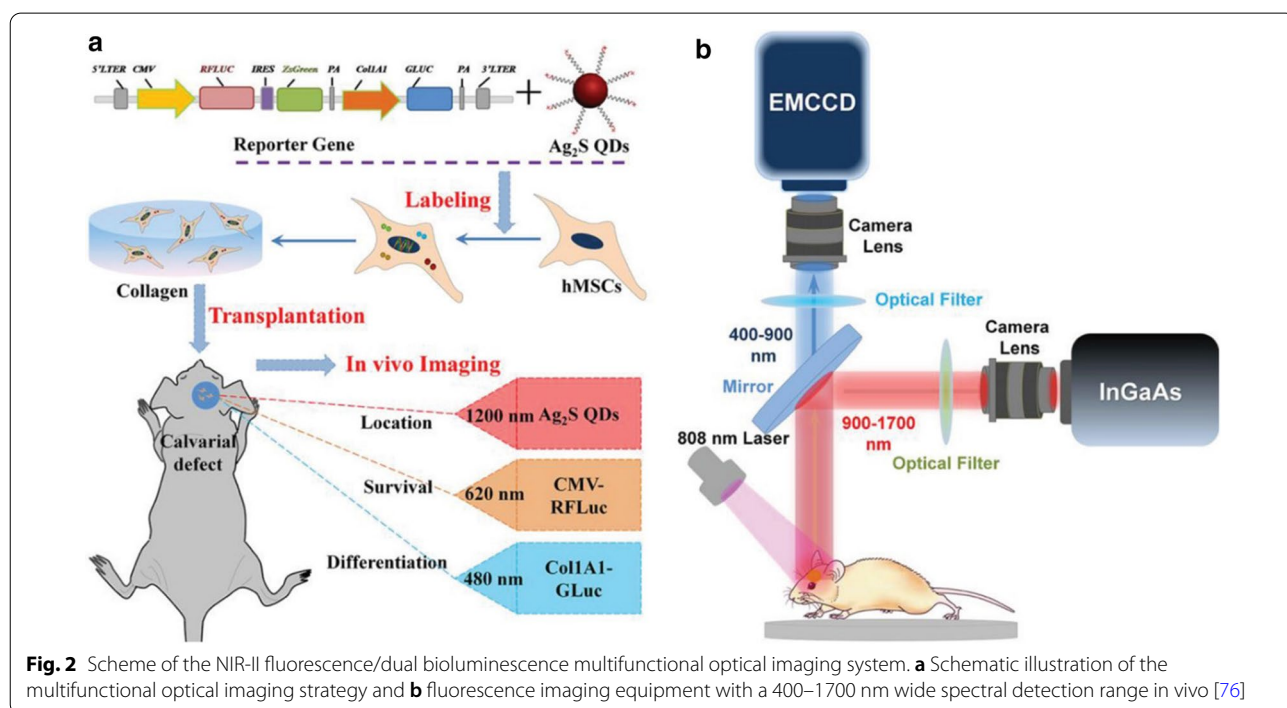 a
5'LTER CMV RFLUC IRES ZsGreen PA Col1A1 GLUC PA 3'LTER
Reporter Gene
Ag₂S QDs
Labeling
Collagen
hMSCs
Transplantation
In vivo Imaging
Calvarial
defect
Location
1200 nm Ag₂S QDs
Survival
620 nm
CMV-
RFLuc
Differentiation
480 nm
Col1A1-
GLuc
b
EMCCD
Camera
Lens
Optical Filter
400-900
nm
Mirror
Camera
Lens
InGaAs
900-1700
nm
Optical Filter
808 nm Laser
Fig. 2 Scheme of the NIR-II fluorescence/dual bioluminescence multifunctional optical imaging system. a Schematic illustration of the
multifunctional optical imaging strategy and b fluorescence imaging equipment with a 400–1700 nm wide spectral detection range in vivo [76]